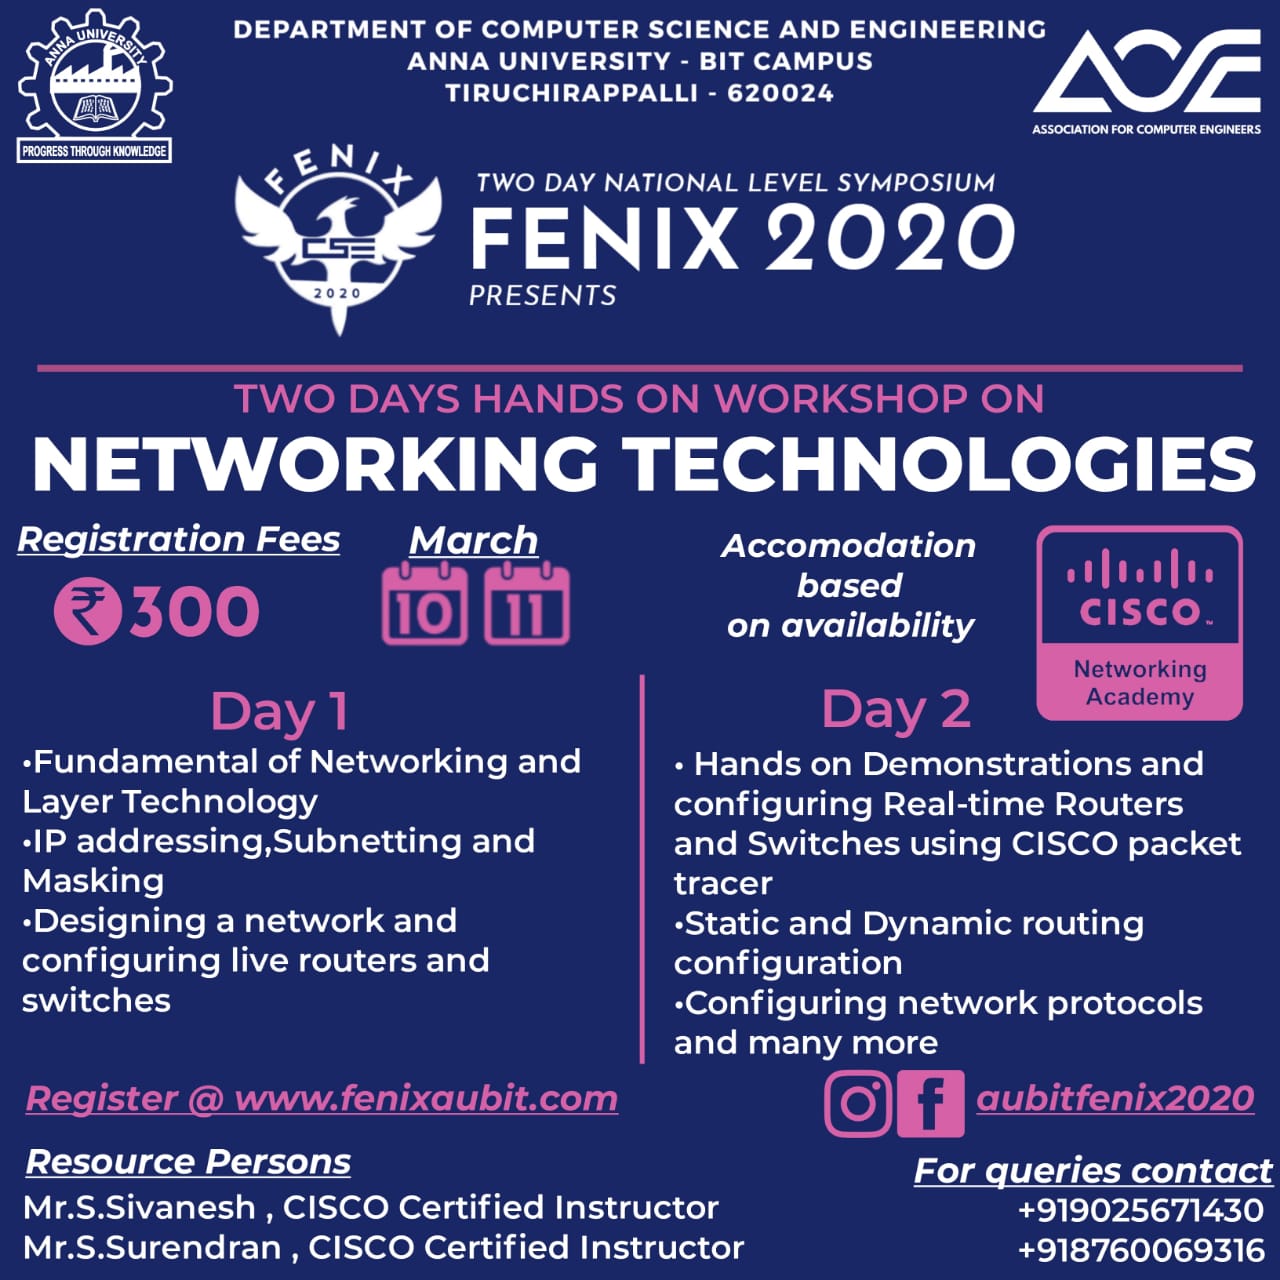 ANNA UNIVERSITY
PROGRESS THROUGH KNOWLEDGE
DEPARTMENT OF COMPUTER SCIENCE AND ENGINEERING
ANNA UNIVERSITY - BIT CAMPUS
TIRUCHIRAPPALLI - 620024
ACE
ASSOCIATION FOR COMPUTER ENGINEERS
FENIX
CSE
2020
TWO DAY NATIONAL LEVEL SYMPOSIUM
FENIX 2020
PRESENTS
TWO DAYS HANDS ON WORKSHOP ON
NETWORKING TECHNOLOGIES
Registration Fees
₹300
March
10 11
Accomodation
based
on availability
CISCO™
Networking
Academy
Day 1
•Fundamental of Networking and
Layer Technology
•IP addressing,Subnetting and
Masking
•Designing a network and
configuring live routers and
switches
Day 2
• Hands on Demonstrations and
configuring Real-time Routers
and Switches using CISCO packet
tracer
•Static and Dynamic routing
configuration
•Configuring network protocols
and many more
Register @ www.fenixaubit.com
aubitfenix2020
Resource Persons
Mr.S.Sivanesh , CISCO Certified Instructor
Mr.S.Surendran , CISCO Certified Instructor
For queries contact
+919025671430
+918760069316